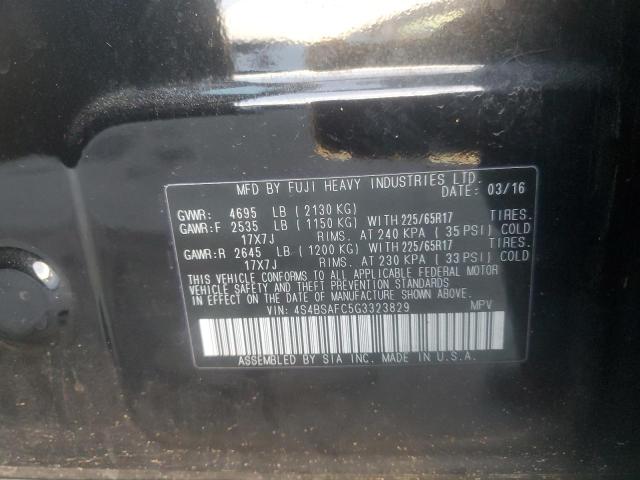 MFD BY FUJI HEAVY INDUSTRIES LTD.
DATE: 03/16
GVWR: 4695 LB ( 2130 KG)
GAWR:F 2535 LB ( 1150 KG) WITH 225/65R17 TIRES.
17X7J RIMS. AT 240 KPA ( 35 PSI) COLD
GAWR:R 2645 LB ( 1200 KG) WITH 225/65R17 TIRES.
17X7J RIMS. AT 230 KPA ( 33 PSI) COLD
THIS VEHICLE CONFORMS TO ALL APPLICABLE FEDERAL MOTOR
VEHICLE SAFETY AND THEFT PREVENTION STANDARDS
IN EFFECT ON THE DATE OF MANUFACTURE SHOWN ABOVE.
VIN: 4S4BSAFC5G3323829 MPV
ASSEMBLED BY SIA INC. MADE IN U.S.A.